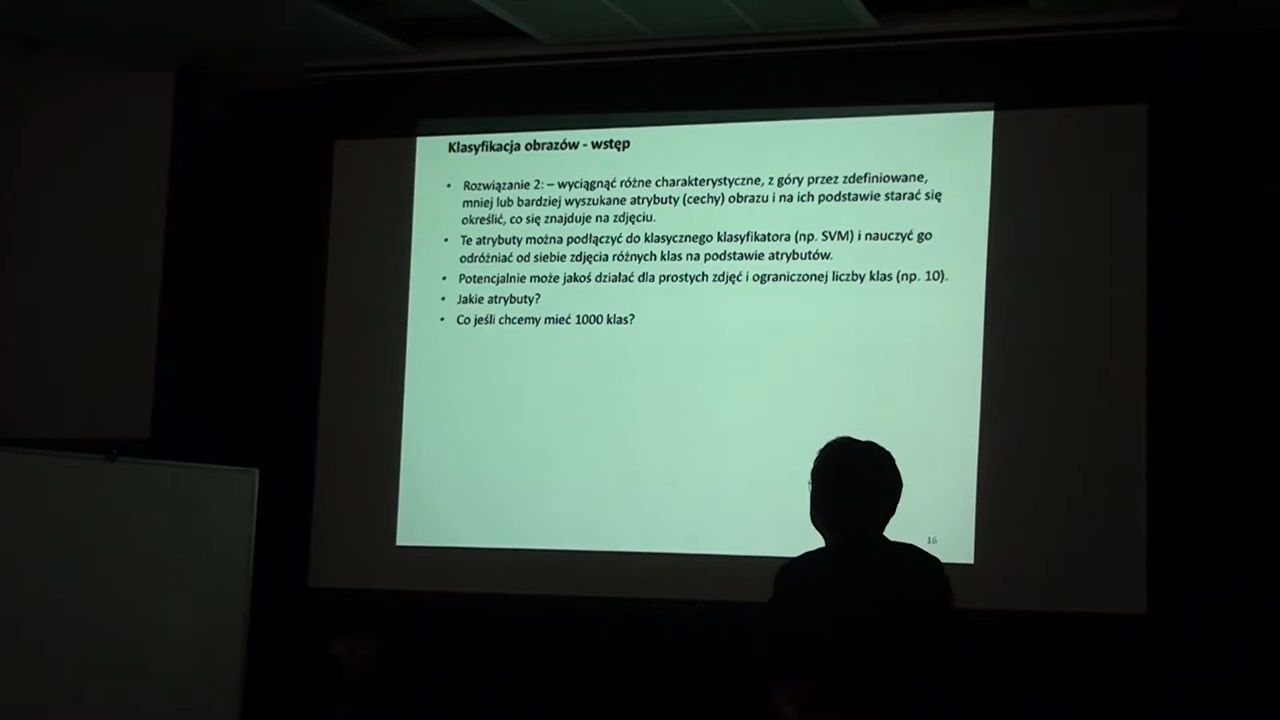 Klasyfikacja obrazów - wstęp
• Rozwiązanie 2: – wyciągnąć różne charakterystyczne, z góry przez zdefiniowane,
mniej lub bardziej wyszukane atrybuty (cechy) obrazu i na ich podstawie starać się
określić, co się znajduje na zdjęciu.
• Te atrybuty można podłączyć do klasycznego klasyfikatora (np. SVM) i nauczyć go
odróżniać od siebie zdjęcia różnych klas na podstawie atrybutów.
• Potencjalnie może jakoś działać dla prostych zdjęć i ograniczonej liczby klas (np. 10).
• Jakie atrybuty?
• Co jeśli chcemy mieć 1000 klas?
16